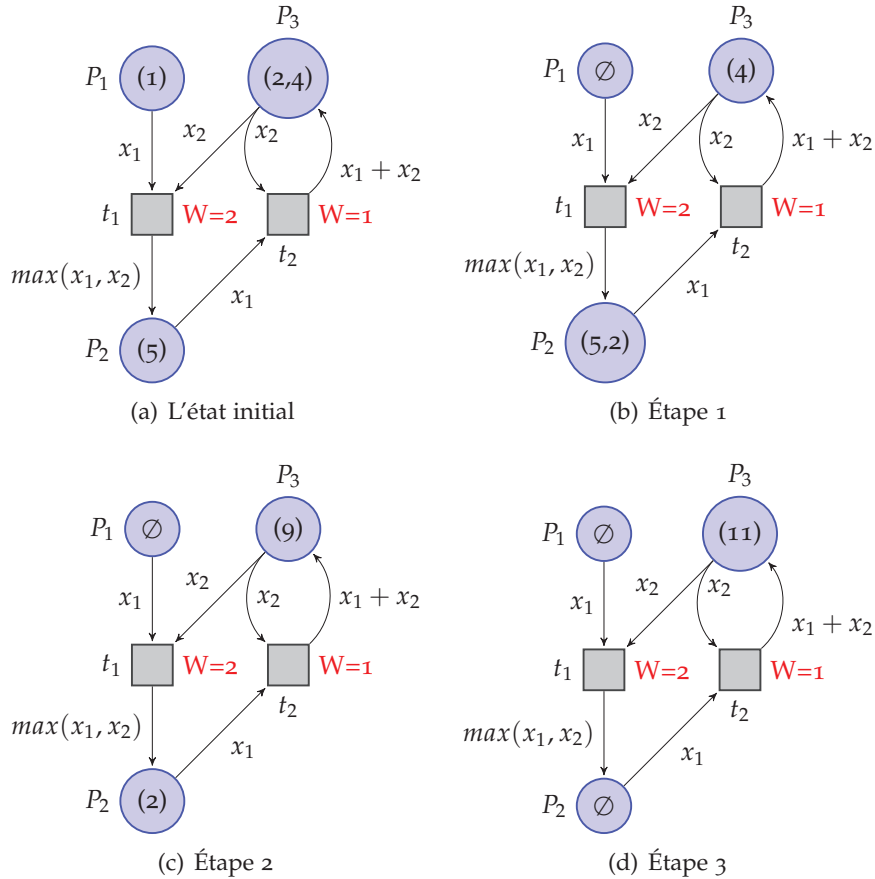 P₃
P₁ (1) (2,4)
x₁ x₂ x₂ x₁ + x₂
t₁ W=2 W=1
t₂
max(x₁, x₂) x₁
P₂ (5)
(a) L'état initial
P₃
P₁ ∅ (4)
x₁ x₂ x₂ x₁ + x₂
t₁ W=2 W=1
t₂
max(x₁, x₂) x₁
P₂ (5,2)
(b) Étape 1
P₃
P₁ ∅ (9)
x₁ x₂ x₂ x₁ + x₂
t₁ W=2 W=1
t₂
max(x₁, x₂) x₁
P₂ (2)
(c) Étape 2
P₃
P₁ ∅ (11)
x₁ x₂ x₂ x₁ + x₂
t₁ W=2 W=1
t₂
max(x₁, x₂) x₁
P₂ ∅
(d) Étape 3